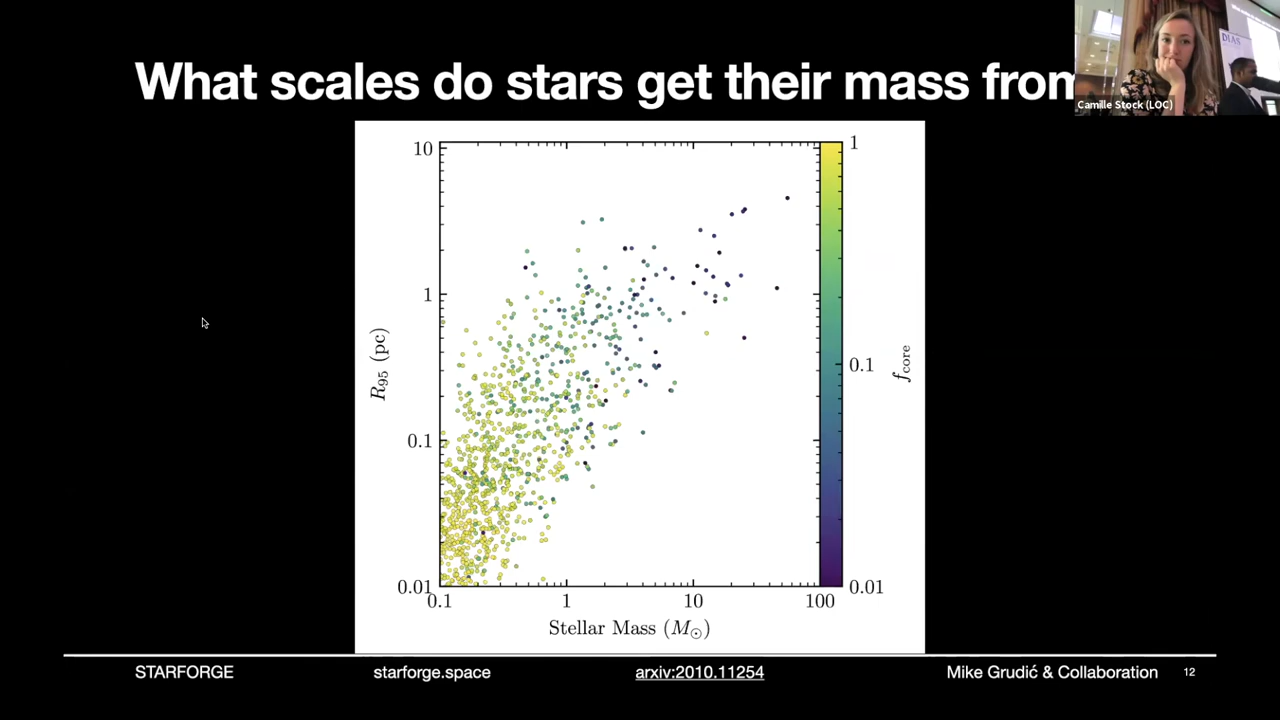 What scales do stars get their mass from
DIAS
Camille Stock (LOC)
10
1
0.1
0.01
R95 (pc)
0.1
1
10
100
Stellar Mass (M☉)
1
0.1
0.01
fcore
STARFORGE
starforge.space
arxiv:2010.11254
Mike Grudić & Collaboration
12